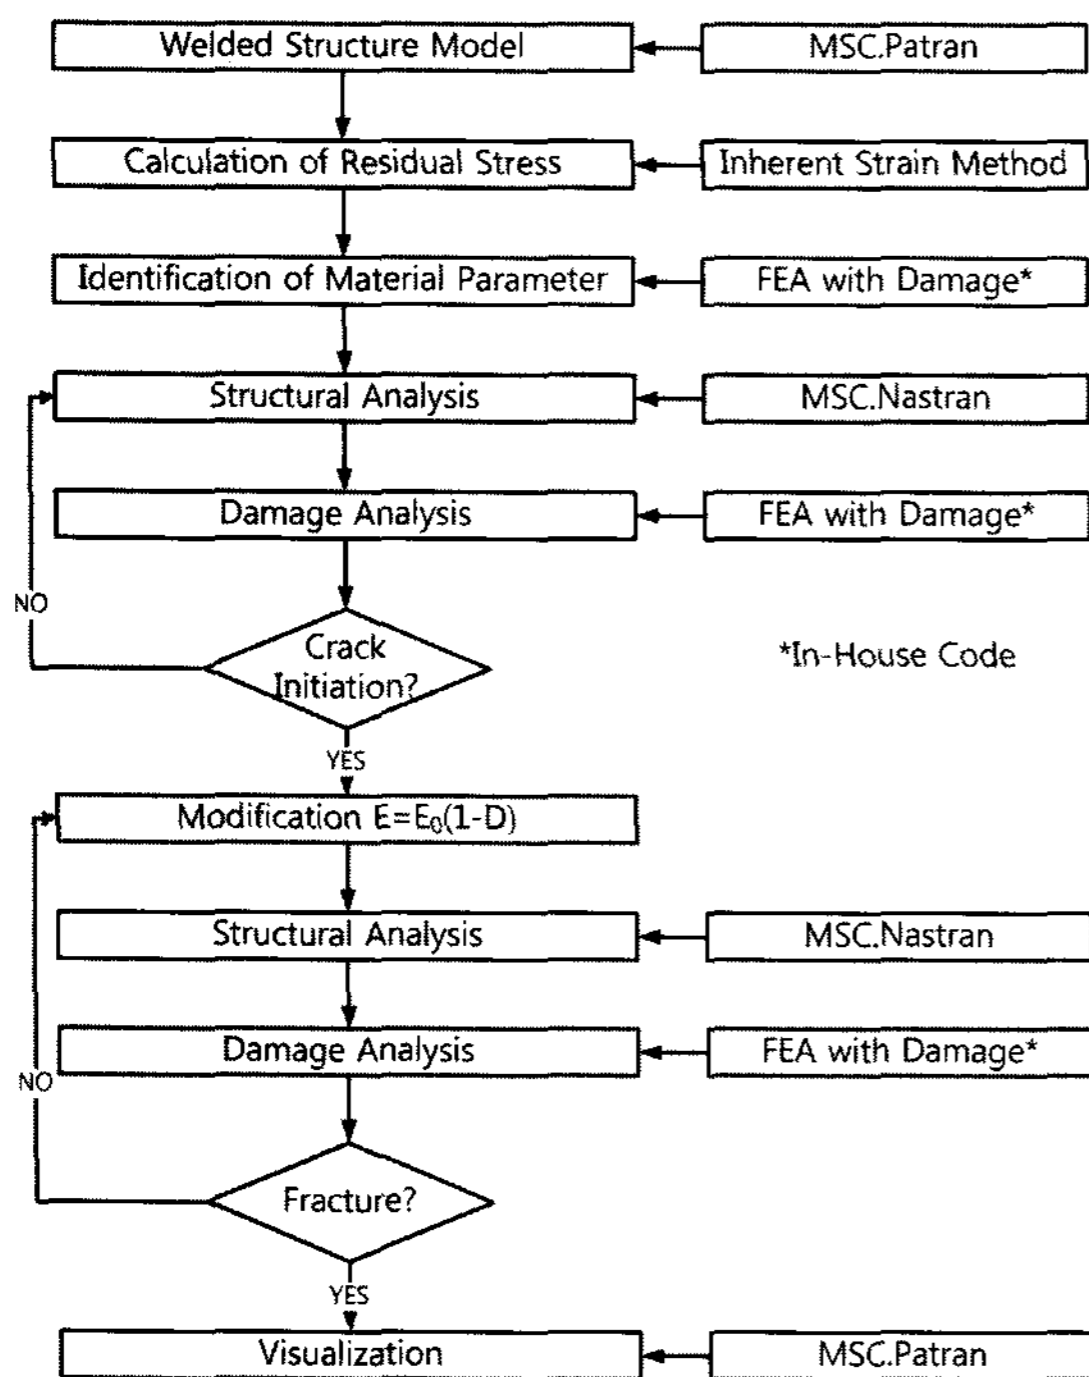 Welded Structure Model
MSC.Patran
Calculation of Residual Stress
Inherent Strain Method
Identification of Material Parameter
FEA with Damage*
Structural Analysis
MSC.Nastran
Damage Analysis
FEA with Damage*
NO
Crack
Initiation?
*In-House Code
YES
Modification E=E₀(1-D)
Structural Analysis
MSC.Nastran
Damage Analysis
FEA with Damage*
NO
Fracture?
YES
Visualization
MSC.Patran